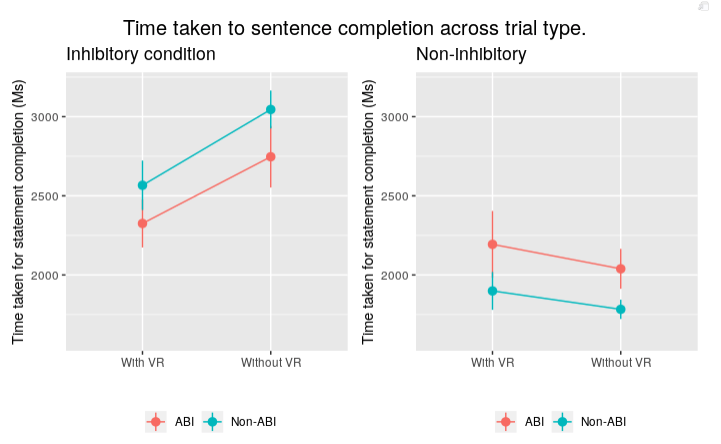 Time taken to sentence completion across trial type.
Inhibitory condition
Time taken for statement completion (Ms)
3000
2500
2000
With VR Without VR
ABI Non-ABI
Non-inhibitory
Time taken for statement completion (Ms)
3000
2500
2000
With VR Without VR
ABI Non-ABI